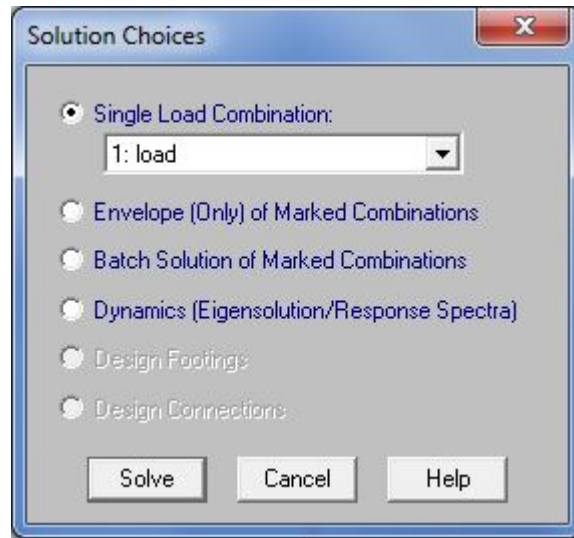 Solution Choices
Single Load Combination:
1: load
Envelope (Only) of Marked Combinations
Batch Solution of Marked Combinations
Dynamics (Eigensolution/Response Spectra)
Design Footings
Design Connections
Solve Cancel Help